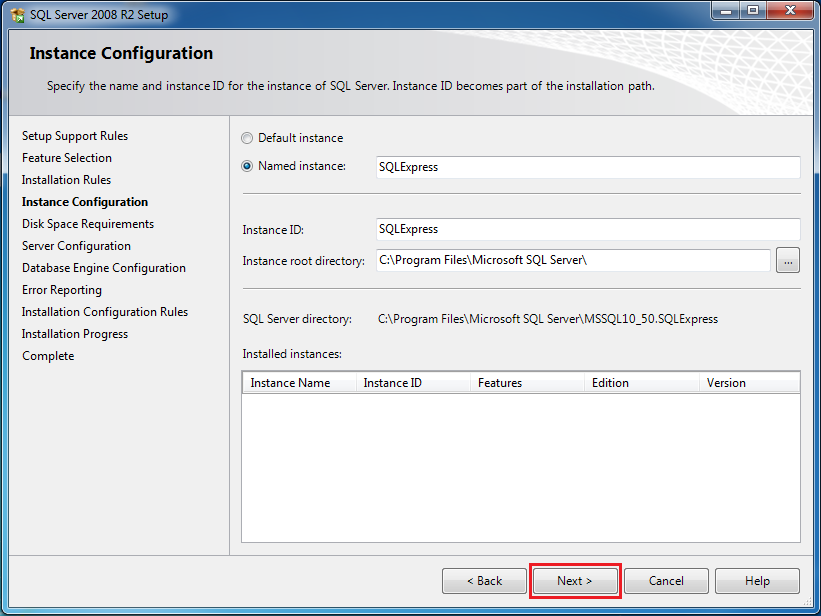 SQL Server 2008 R2 Setup
Instance Configuration
Specify the name and instance ID for the instance of SQL Server. Instance ID becomes part of the installation path.
Setup Support Rules
Feature Selection
Installation Rules
Instance Configuration
Disk Space Requirements
Server Configuration
Database Engine Configuration
Error Reporting
Installation Configuration Rules
Installation Progress
Complete
Default instance
Named instance: SQLExpress
Instance ID: SQLExpress
Instance root directory: C:\Program Files\Microsoft SQL Server\ ...
SQL Server directory: C:\Program Files\Microsoft SQL Server\MSSQL10_50.SQLExpress
Installed instances:
Instance Name Instance ID Features Edition Version
< Back Next > Cancel Help